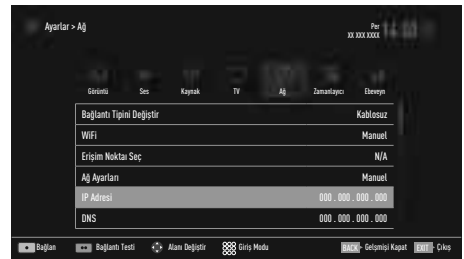 Ayarlar > Ağ
Per
XX XXX XXXX
Görüntü Ses Kaynak TV Ağ Zamanlayıcı Ebeveyn
Bağlantı Tipini Değiştir Kablosuz
WiFi Manuel
Erişim Noktaı Seç N/A
Ağ Ayarları Manuel
IP Adresi 000 . 000 . 000 . 000
DNS 000 . 000 . 000 . 000
Bağlan Bağlantı Testi Alanı Değiştir Giriş Modu BACK - Gelşmişi Kapat EXIT - Çıkış